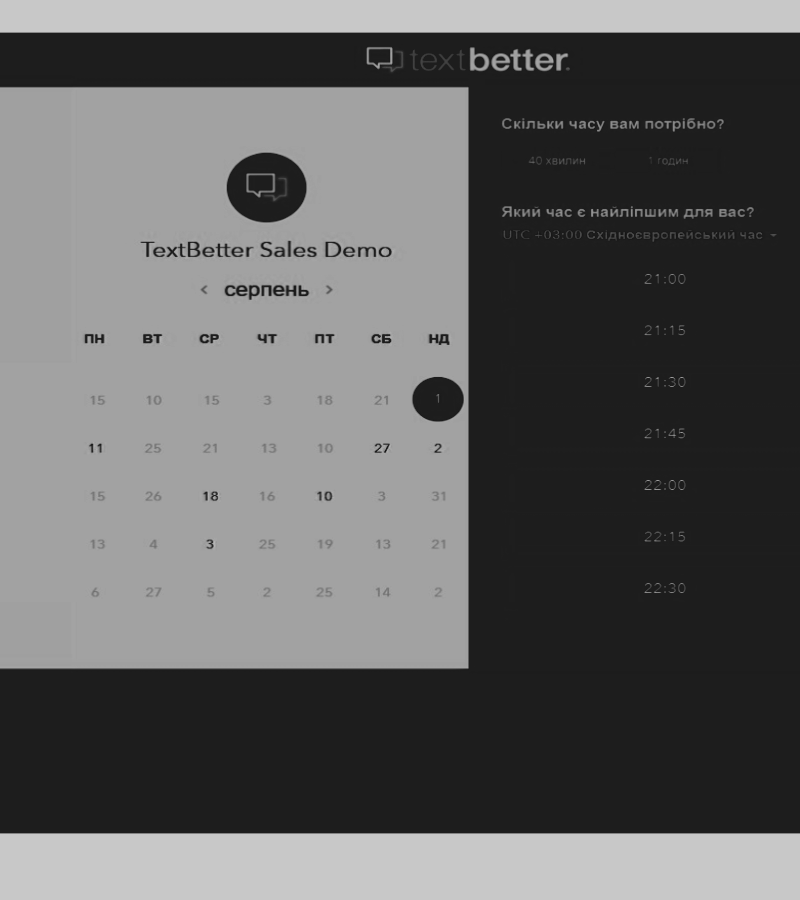 textbetter.
TextBetter Sales Demo
< серпень >
ПН ВТ СР ЧТ ПТ СБ НД
15 10 15 3 18 21 1
11 25 21 13 10 27 2
15 26 18 16 10 3 31
13 4 3 25 19 13 21
6 27 5 2 25 14 2
Скільки часу вам потрібно?
40 хвилин 1 годин
Який час є найліпшим для вас?
UTC +03:00 Східноєвропейський час
21:00
21:15
21:30
21:45
22:00
22:15
22:30